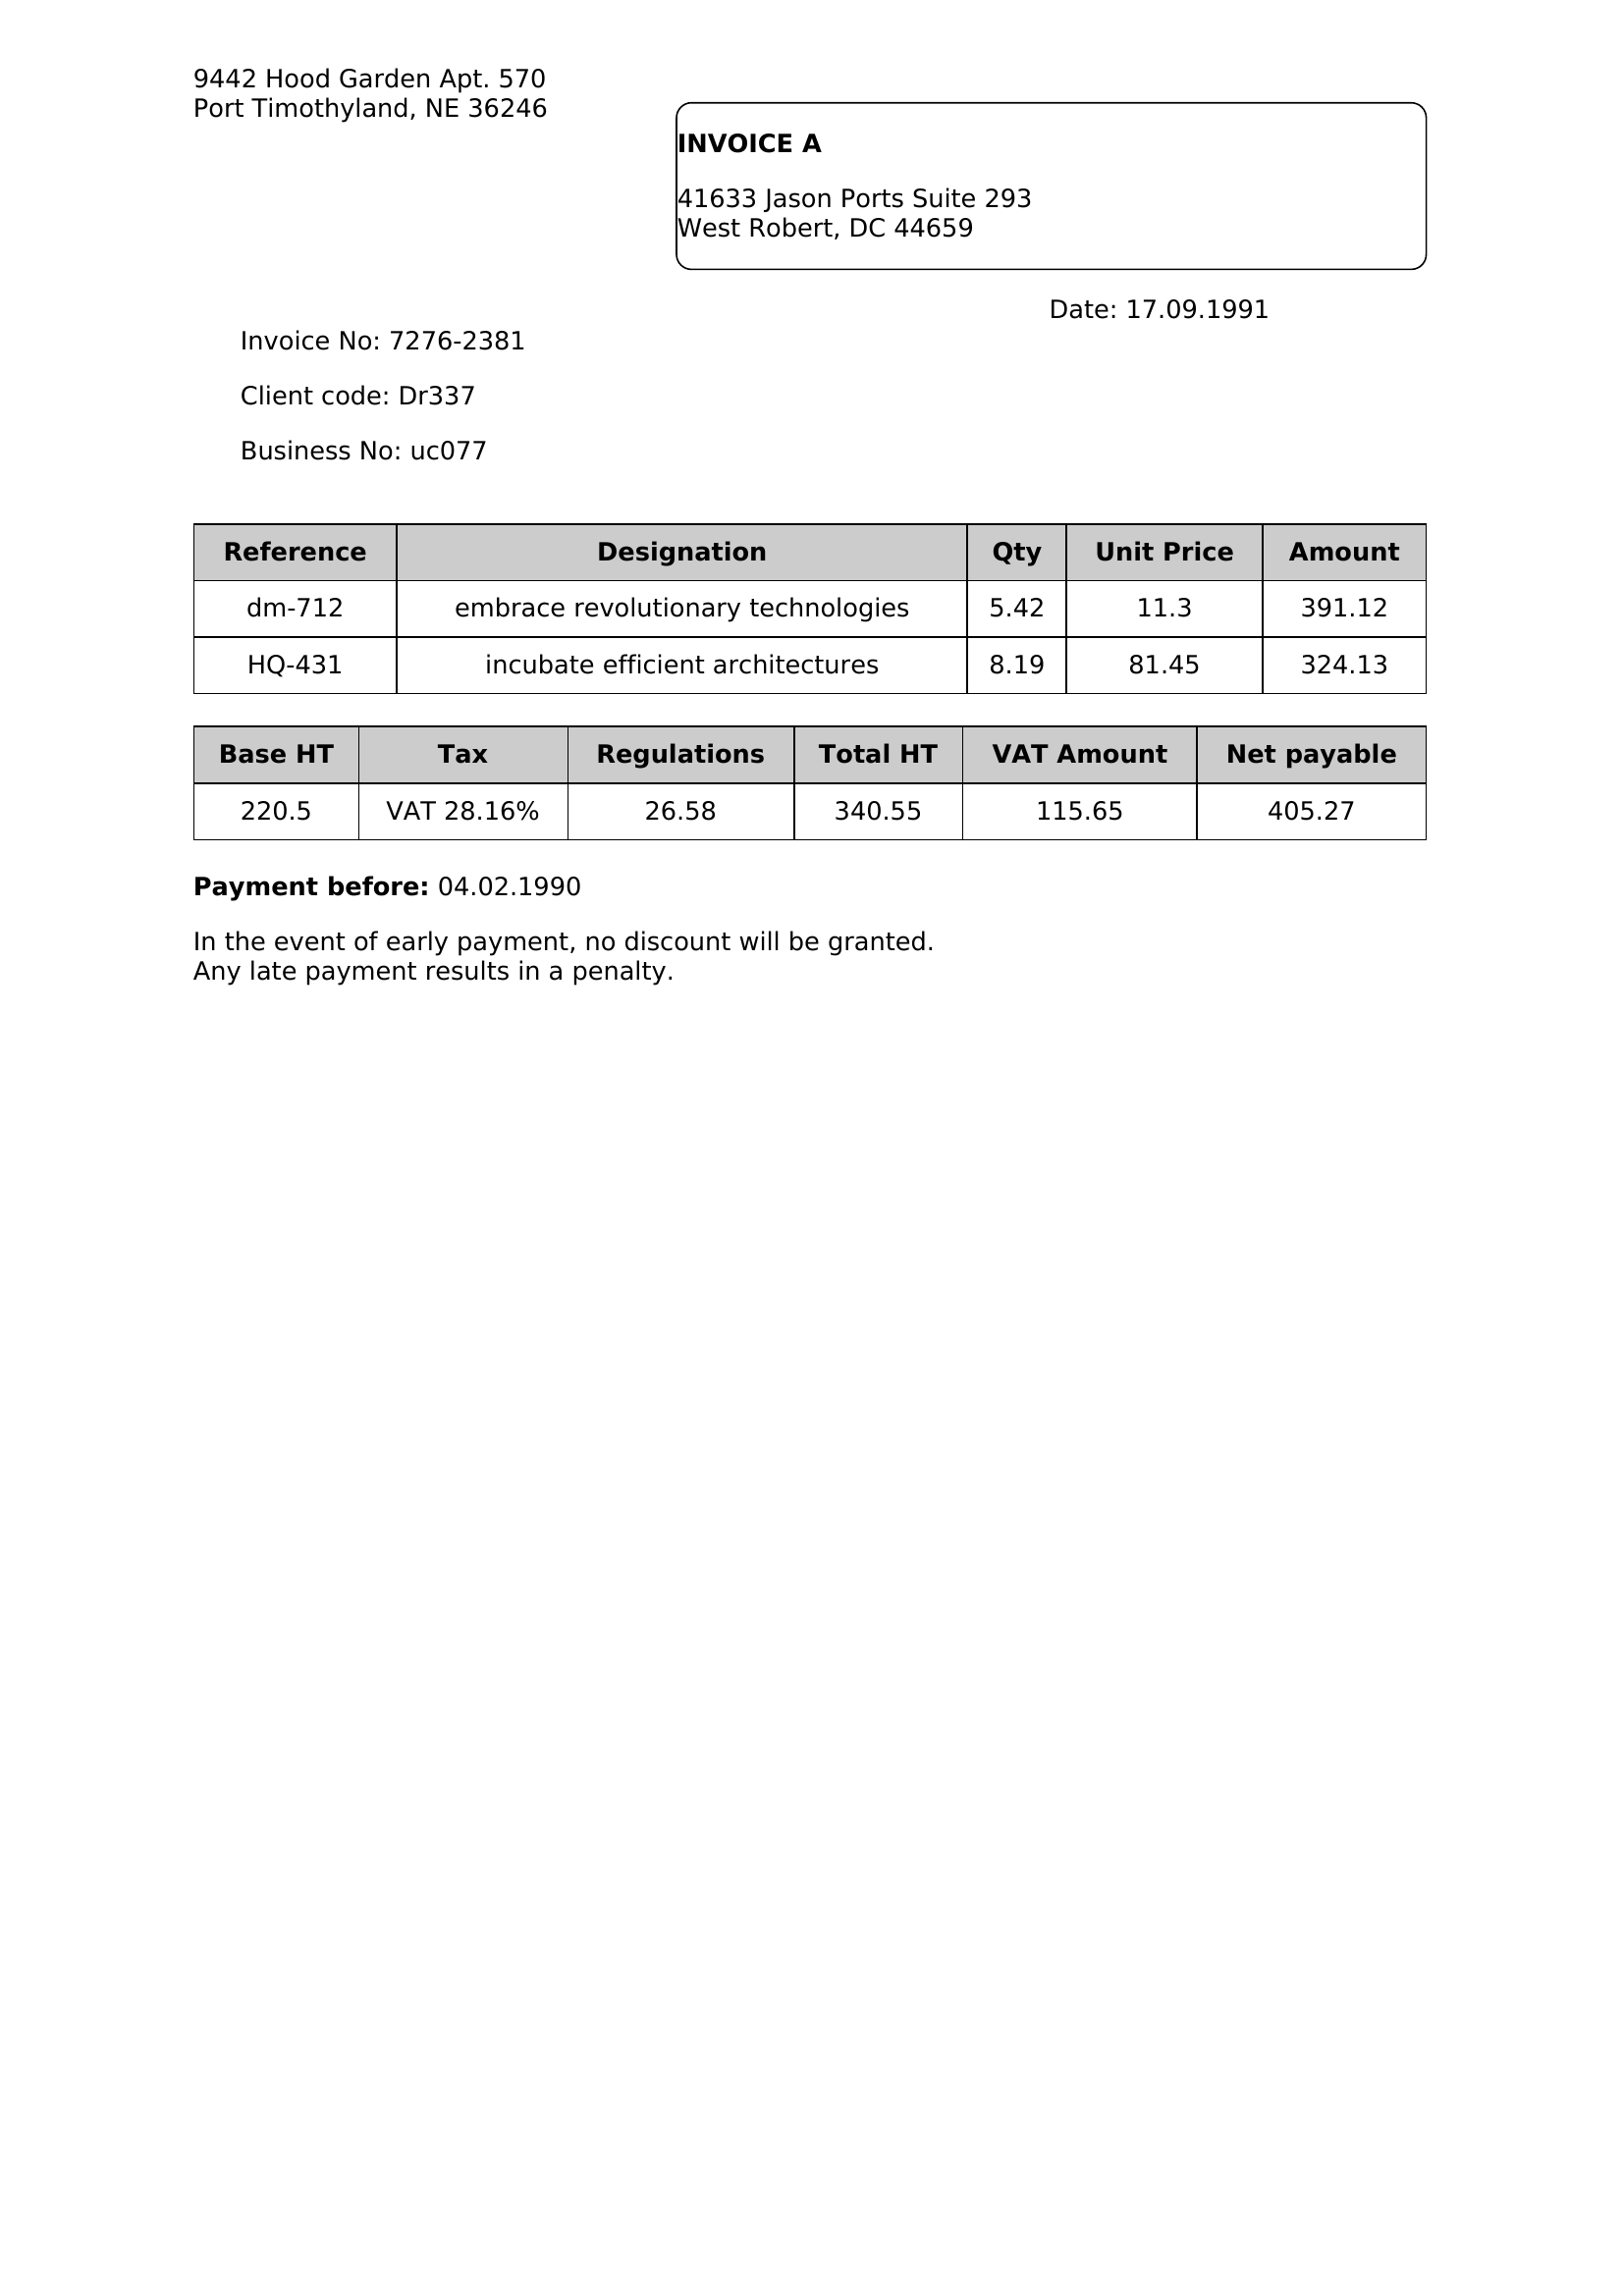 9442 Hood Garden Apt. 570
Port Timothyland, NE 36246
INVOICE A
41633 Jason Ports Suite 293
West Robert, DC 44659
Date: 17.09.1991
Invoice No: 7276-2381
Client code: Dr337
Business No: uc077
Reference Designation Qty Unit Price Amount
dm-712 embrace revolutionary technologies 5.42 11.3 391.12
HQ-431 incubate efficient architectures 8.19 81.45 324.13
Base HT Tax Regulations Total HT VAT Amount Net payable
220.5 VAT 28.16% 26.58 340.55 115.65 405.27
Payment before: 04.02.1990
In the event of early payment, no discount will be granted.
Any late payment results in a penalty.